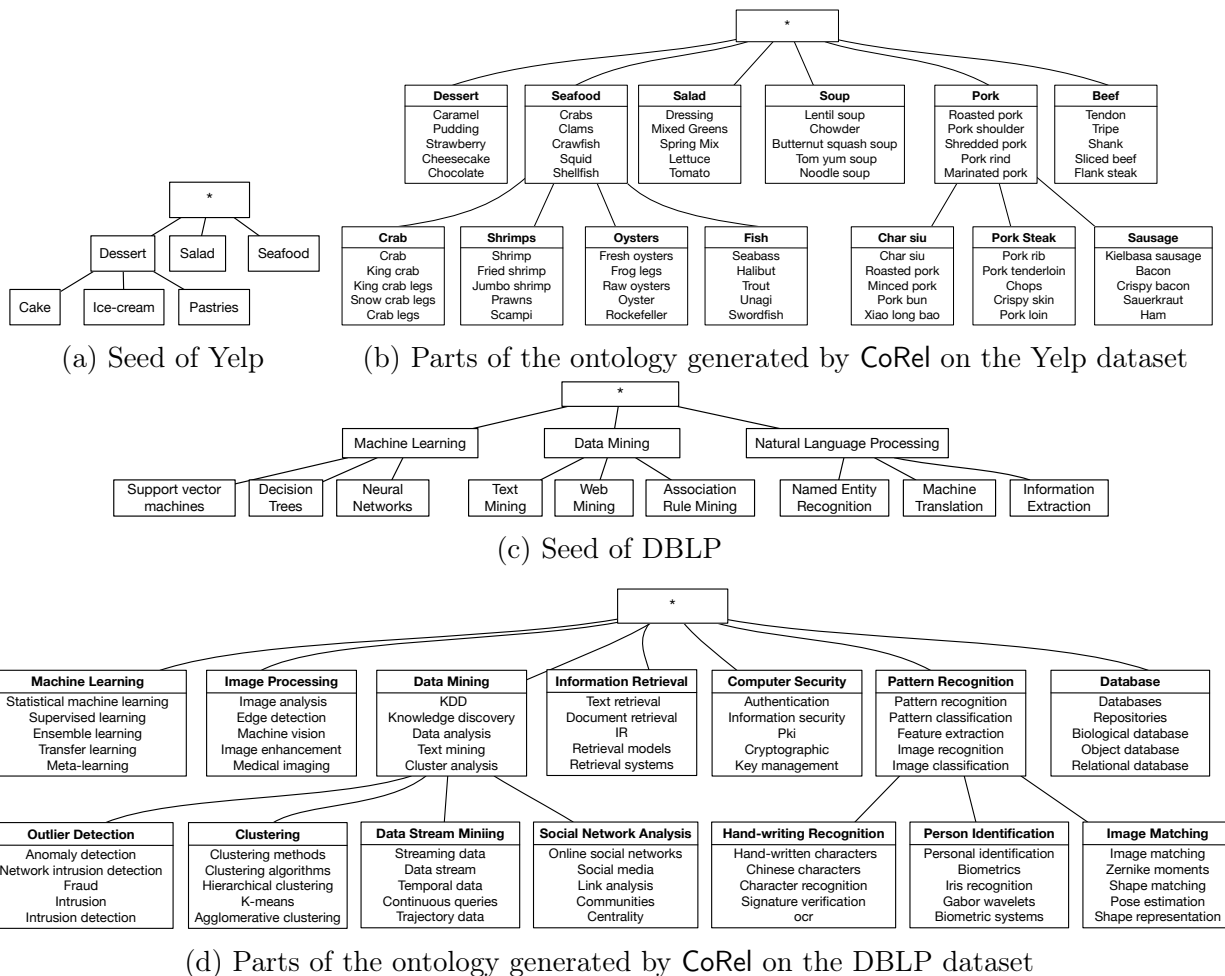 *
Dessert
Caramel
Pudding
Strawberry
Cheesecake
Chocolate
Seafood
Crabs
Clams
Crawfish
Squid
Shellfish
Salad
Dressing
Mixed Greens
Spring Mix
Lettuce
Tomato
Soup
Lentil soup
Chowder
Butternut squash soup
Tom yum soup
Noodle soup
Pork
Roasted pork
Pork shoulder
Shredded pork
Pork rind
Marinated pork
Beef
Tendon
Tripe
Shank
Sliced beef
Flank steak
*
Dessert
Salad
Seafood
Cake
Ice-cream
Pastries
Crab
Crab
King crab
King crab legs
Snow crab legs
Crab legs
Shrimps
Shrimp
Fried shrimp
Jumbo shrimp
Prawns
Scampi
Oysters
Fresh oysters
Frog legs
Raw oysters
Oyster
Rockefeller
Fish
Seabass
Halibut
Trout
Unagi
Swordfish
Char siu
Char siu
Roasted pork
Minced pork
Pork bun
Xiao long bao
Pork Steak
Pork rib
Pork tenderloin
Chops
Crispy skin
Pork loin
Sausage
Kielbasa sausage
Bacon
Crispy bacon
Sauerkraut
Ham
(a) Seed of Yelp
(b) Parts of the ontology generated by CoRel on the Yelp dataset
*
Machine Learning
Data Mining
Natural Language Processing
Support vector
machines
Decision
Trees
Neural
Networks
Text
Mining
Web
Mining
Association
Rule Mining
Named Entity
Recognition
Machine
Translation
Information
Extraction
(c) Seed of DBLP
*
Machine Learning
Statistical machine learning
Supervised learning
Ensemble learning
Transfer learning
Meta-learning
Image Processing
Image analysis
Edge detection
Machine vision
Image enhancement
Medical imaging
Data Mining
KDD
Knowledge discovery
Data analysis
Text mining
Cluster analysis
Information Retrieval
Text retrieval
Document retrieval
IR
Retrieval models
Retrieval systems
Computer Security
Authentication
Information security
Pki
Cryptographic
Key management
Pattern Recognition
Pattern recognition
Pattern classification
Feature extraction
Image recognition
Image classification
Database
Databases
Repositories
Biological database
Object database
Relational database
Outlier Detection
Anomaly detection
Network intrusion detection
Fraud
Intrusion
Intrusion detection
Clustering
Clustering methods
Clustering algorithms
Hierarchical clustering
K-means
Agglomerative clustering
Data Stream Miniing
Streaming data
Data stream
Temporal data
Continuous queries
Trajectory data
Social Network Analysis
Online social networks
Social media
Link analysis
Communities
Centrality
Hand-writing Recognition
Hand-written characters
Chinese characters
Character recognition
Signature verification
ocr
Person Identification
Personal identification
Biometrics
Iris recognition
Gabor wavelets
Biometric systems
Image Matching
Image matching
Zernike moments
Shape matching
Pose estimation
Shape representation
(d) Parts of the ontology generated by CoRel on the DBLP dataset